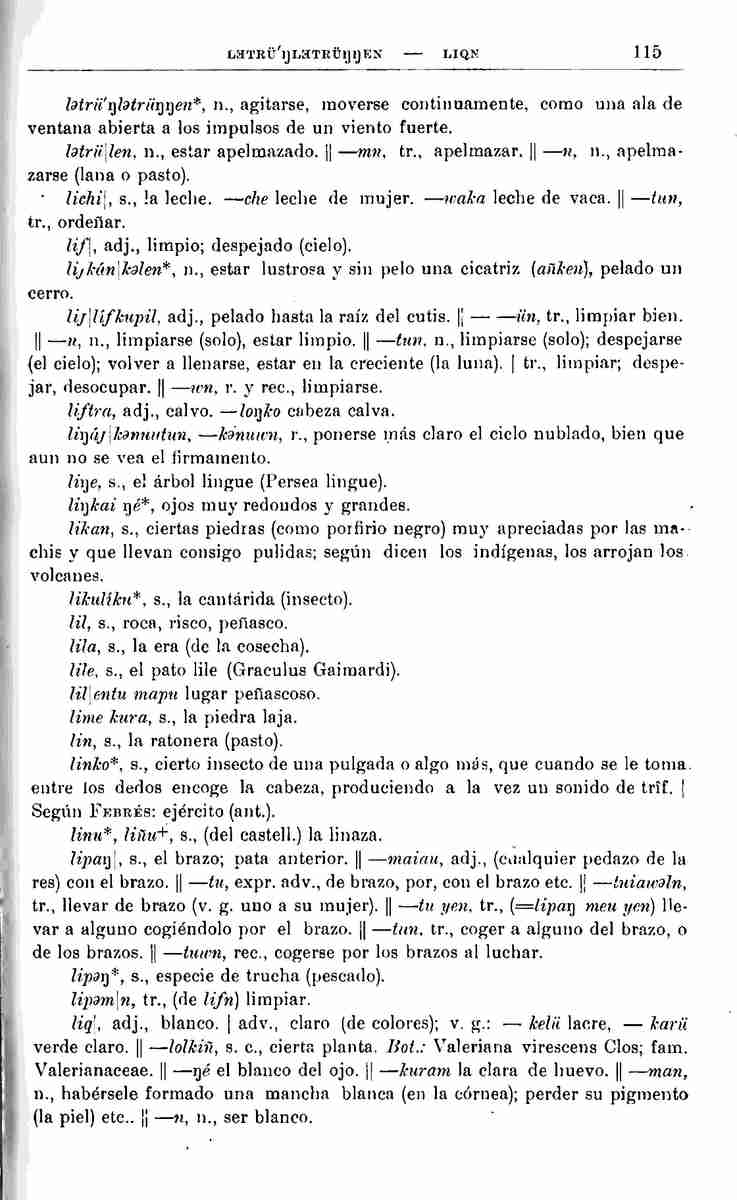 LƏTRÜ'ŊLƏTRÜŊŊEN — LIQN 115
lətrü'ŋlətrüŋŋen*, n., agitarse, moverse continuamente, como una ala de
ventana abierta a los impulsos de un viento fuerte.
lətrü|len, n., estar apelmazado. || —mn, tr., apelmazar. || —n, n., apelma-
zarse (lana o pasto).
lichi|, s., la leche. —che leche de mujer. —waka leche de vaca. || —tun,
tr., ordeñar.
lif|, adj., limpio; despejado (cielo).
lifkán|kəlen*, n., estar lustrosa y sin pelo una cicatriz (añken), pelado un
cerro.
lif|lífkupil, adj., pelado hasta la raíz del cutis. || — —ün, tr., limpiar bien.
|| —n, n., limpiarse (solo), estar limpio. || —tun, n., limpiarse (solo); despejarse
(el cielo); volver a llenarse, estar en la creciente (la luna). | tr., limpiar; despe-
jar, desocupar. || —wn, r. y rec., limpiarse.
liftra, adj., calvo. —loŋko cabeza calva.
liŋáf|kənuutun, —kənuwn, r., ponerse más claro el cielo nublado, bien que
aun no se vea el firmamento.
liŋe, s., el árbol lingue (Persea lingue).
liŋkai ŋé*, ojos muy redondos y grandes.
likan, s., ciertas piedras (como porfirio negro) muy apreciadas por las ma-
chis y que llevan consigo pulidas; según dicen los indígenas, los arrojan los
volcanes.
likulíku*, s., la cantárida (insecto).
lil, s., roca, risco, peñasco.
lila, s., la era (de la cosecha).
lile, s., el pato lile (Graculus Gaimardi).
lil|entu mapu lugar peñascoso.
lime kura, s., la piedra laja.
lin, s., la ratonera (pasto).
linko*, s., cierto insecto de una pulgada o algo más, que cuando se le toma
entre los dedos encoge la cabeza, produciendo a la vez un sonido de trif. |
Según FEBRÉS: ejército (ant.).
linu*, liñu+, s., (del castell.) la linaza.
lipaŋ|, s., el brazo; pata anterior. || —maiau, adj., (cualquier pedazo de la
res) con el brazo. || —tu, expr. adv., de brazo, por, con el brazo etc. || —tuiawəln,
tr., llevar de brazo (v. g. uno a su mujer). || —tu yen, tr., (=lipaŋ meu yen) lle-
var a alguno cogiéndolo por el brazo. || —tun, tr., coger a alguno del brazo, o
de los brazos. || —tuwn, rec., cogerse por los brazos al luchar.
lipəŋ*, s., especie de trucha (pescado).
lipəm|n, tr., (de lifn) limpiar.
liq|, adj., blanco. | adv., claro (de colores); v. g.: — kelü lacre, — karü
verde claro. || —lolkiñ, s. c., cierta planta. Bot.: Valeriana virescens Clos; fam.
Valerianaceae. || —ŋé el blanco del ojo. || —kuram la clara de huevo. || —man,
n., habérsele formado una mancha blanca (en la córnea); perder su pigmento
(la piel) etc.. || —n, n., ser blanco.